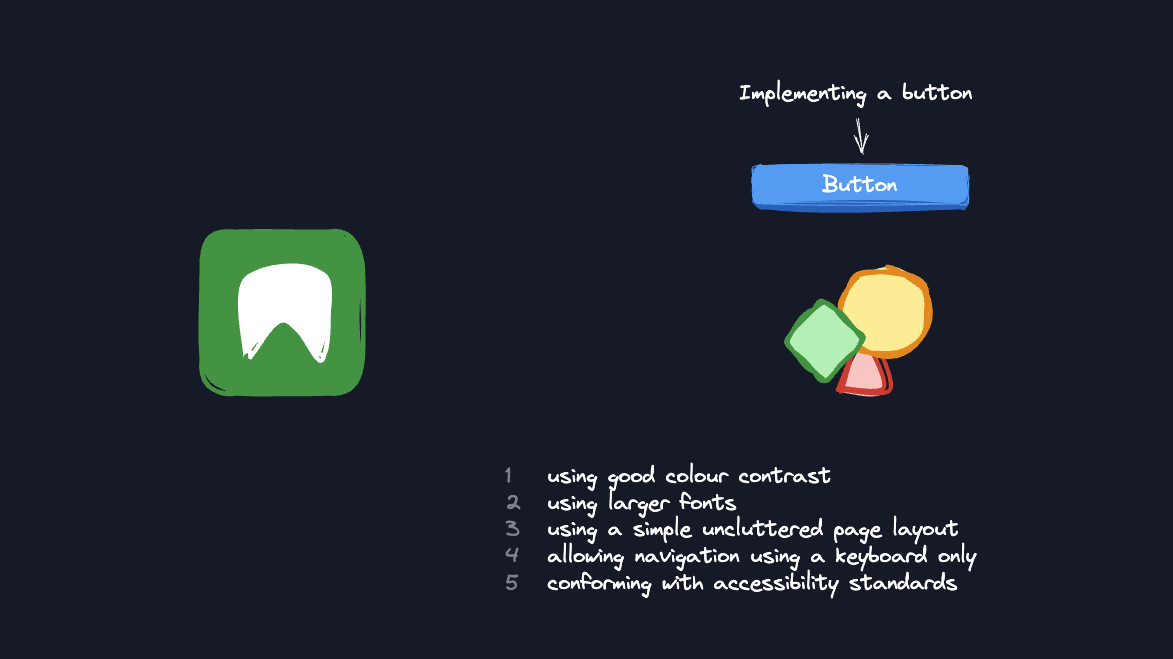 Implementing a button
Button
1 using good colour contrast
2 using larger fonts
3 using a simple uncluttered page layout
4 allowing navigation using a keyboard only
5 conforming with accessibility standards